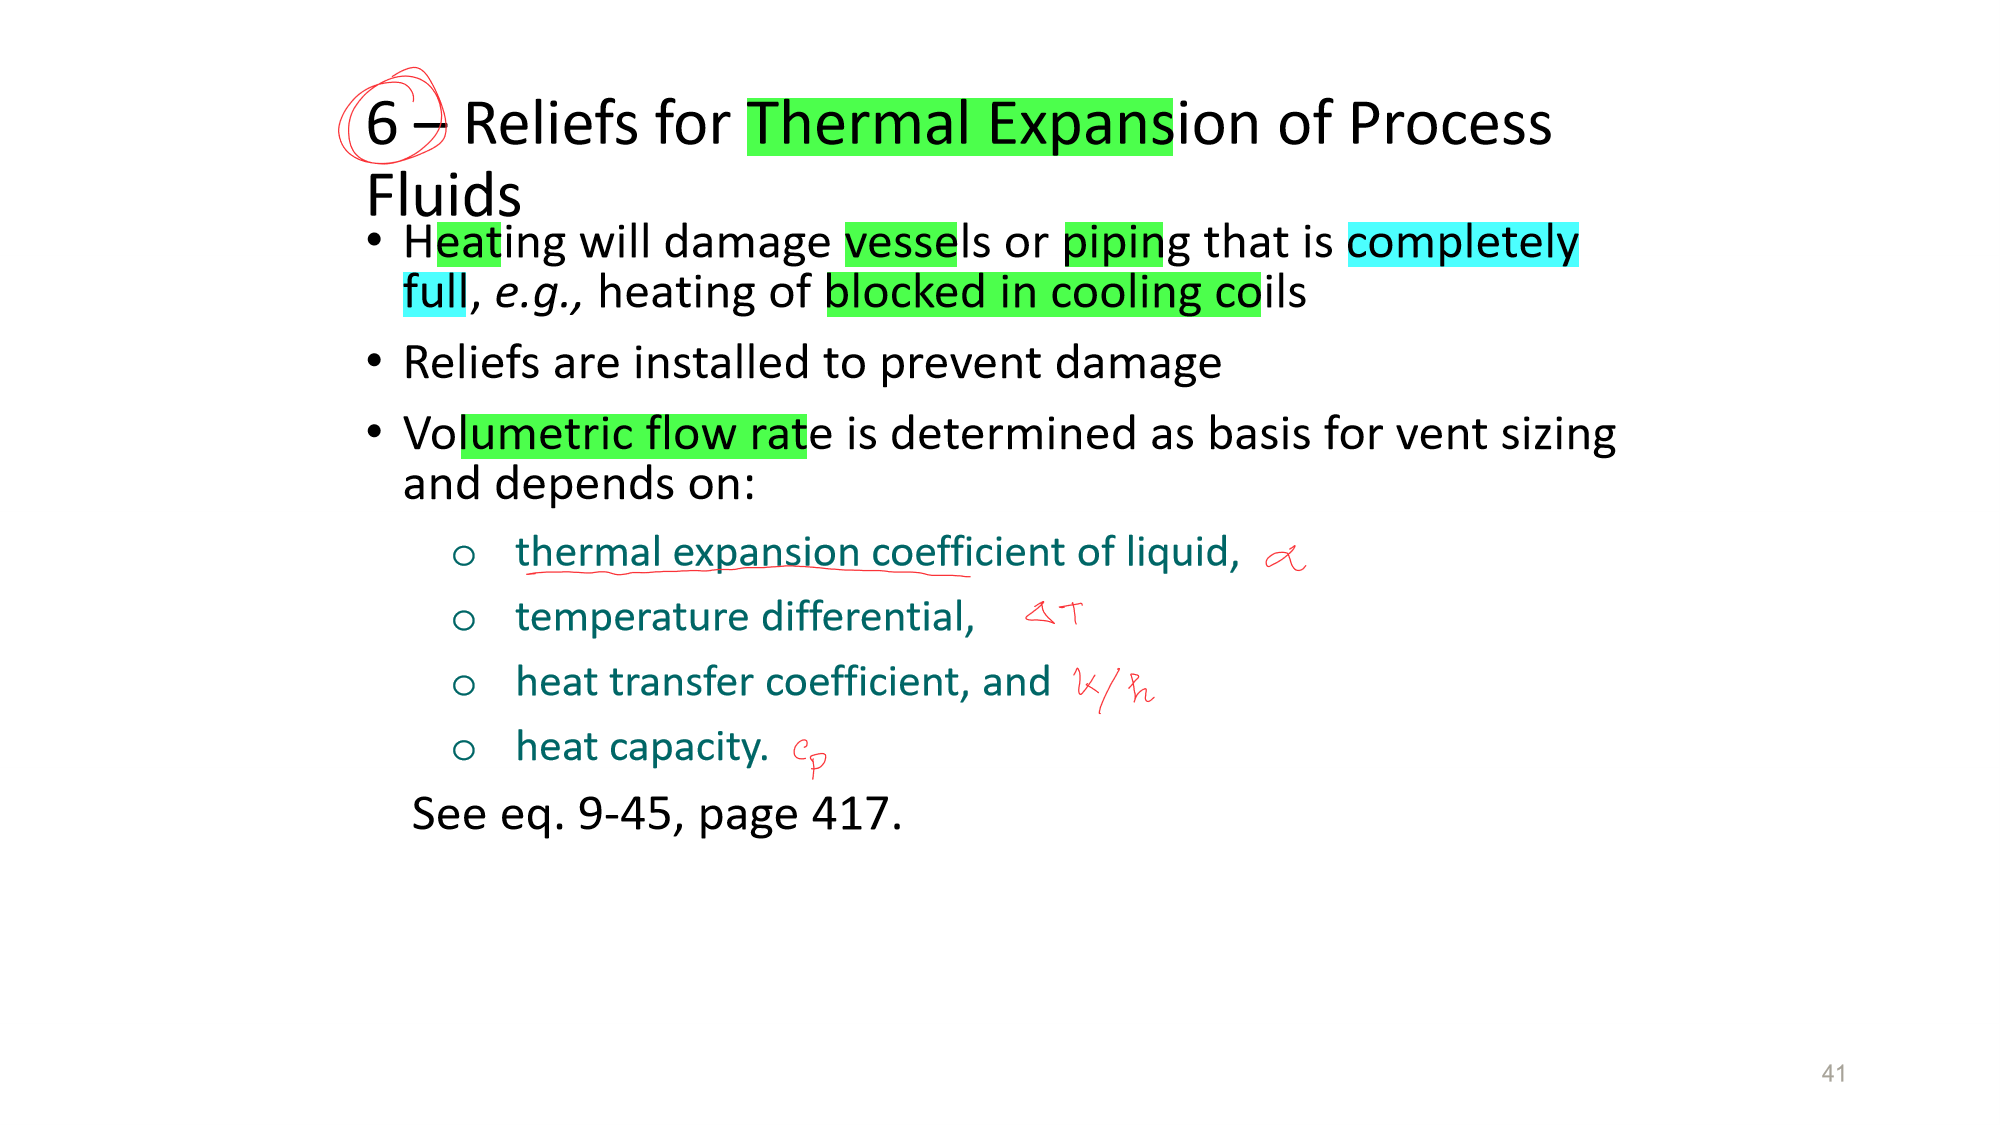 6 – Reliefs for Thermal Expansion of Process
Fluids
• Heating will damage vessels or piping that is completely
full, e.g., heating of blocked in cooling coils
• Reliefs are installed to prevent damage
• Volumetric flow rate is determined as basis for vent sizing
and depends on:
o thermal expansion coefficient of liquid, α
o temperature differential, ΔT
o heat transfer coefficient, and k/h
o heat capacity. Cp
See eq. 9-45, page 417.
41